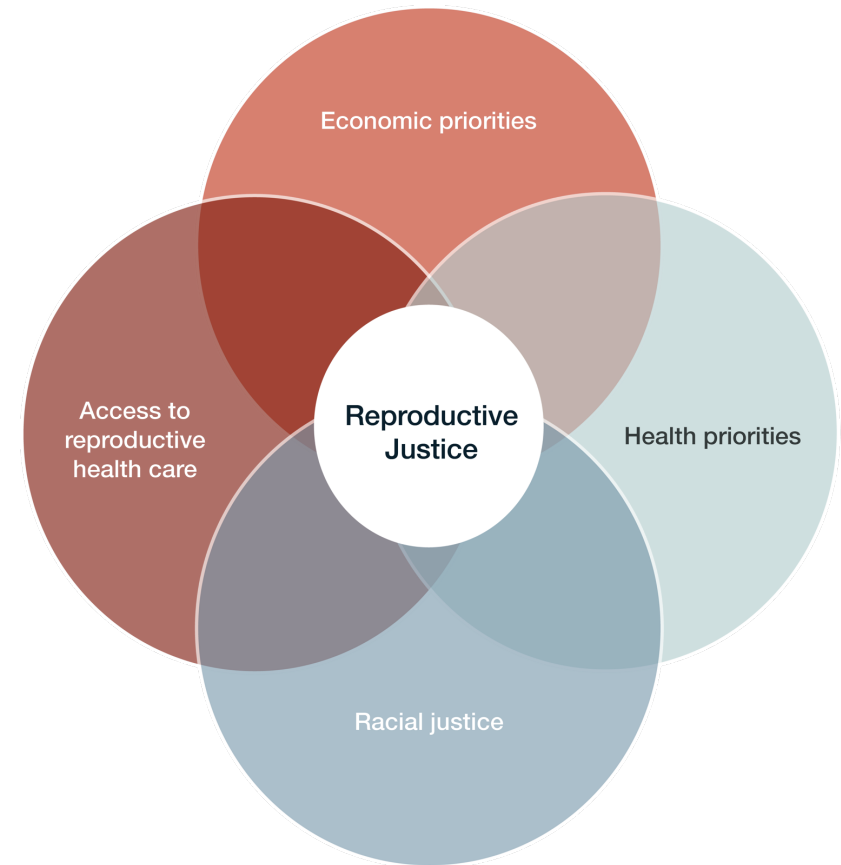 Economic priorities
Access to
reproductive
health care
Reproductive
Justice
Health priorities
Racial justice